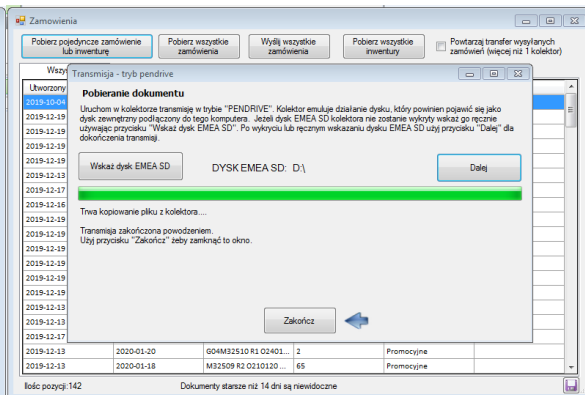 Zamowienia
Pobierz pojedyncze zamówienie
lub inwenturę
Pobierz wszystkie
zamówienia
Wyślij wszystkie
zamówienia
Pobierz wszystkie
inwentury
Powtarzaj transfer wysyłanych
zamówień (więcej niż 1 kolektor)
Wszys
Transmisja - tryb pendrive
Utworzony
Pobieranie dokumentu
2019-10-04
Uruchom w kolektorze transmisję w trybie "PENDRIVE". Kolektor emuluje działanie dysku, który powinien pojawić się jako
2019-12-19
dysk zewnętrzny podłączony do tego komputera. Jeżeli dysk EMEA SD kolektora nie zostanie wykryty wskaż go ręcznie
2019-12-19
używając przycisku "Wskaż dysk EMEA SD". Po wykryciu lub ręcznym wskazaniu dysku EMEA SD użyj przycisku "Dalej" dla
dokończenia transmisji.
2019-12-19
2019-12-19
Wskaż dysk EMEA SD
DYSK EMEA SD: D:\
Dalej
2019-12-13
2019-12-17
2019-12-16
Trwa kopiowanie pliku z kolektora....
2019-12-19
Transmisja zakończona powodzeniem.
2019-12-19
Użyj przycisku "Zakończ" żeby zamknąć to okno.
2019-12-19
2019-12-19
2019-12-19
2019-12-19
2019-12-13
2019-12-13
Zakończ
2019-12-17
2019-12-13 2020-01-20 G04M32510 R1 O2401... 2 Promocyjne
2019-12-13 2020-01-18 M32509 R2 O210120 ... 65 Promocyjne
Ilośc pozycji:142
Dokumenty starsze niż 14 dni są niewidoczne